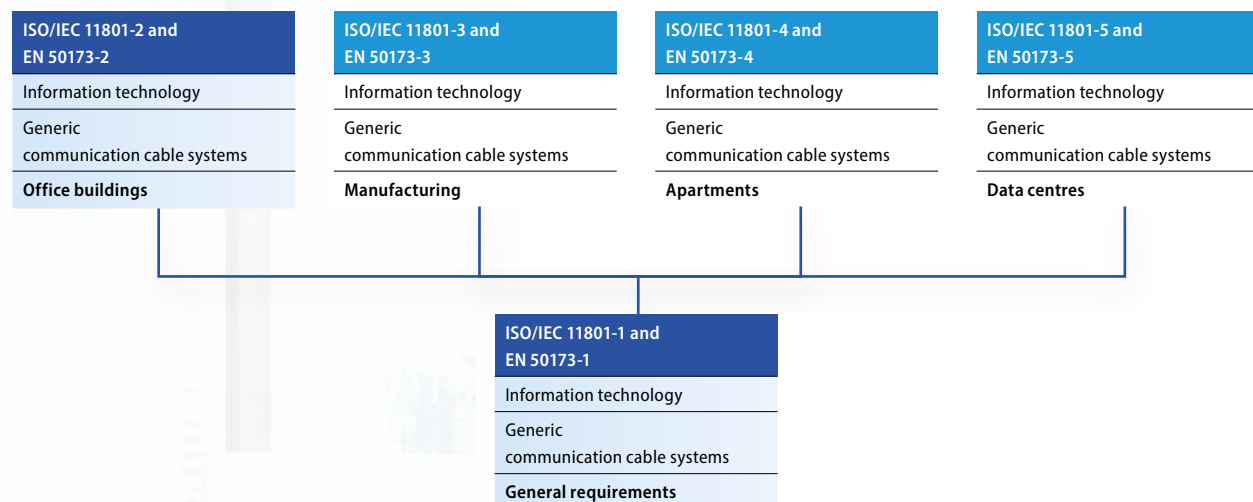 ISO/IEC 11801-2 and
EN 50173-2
Information technology
Generic
communication cable systems
Office buildings
ISO/IEC 11801-3 and
EN 50173-3
Information technology
Generic
communication cable systems
Manufacturing
ISO/IEC 11801-4 and
EN 50173-4
Information technology
Generic
communication cable systems
Apartments
ISO/IEC 11801-5 and
EN 50173-5
Information technology
Generic
communication cable systems
Data centres
ISO/IEC 11801-1 and
EN 50173-1
Information technology
Generic
communication cable systems
General requirements